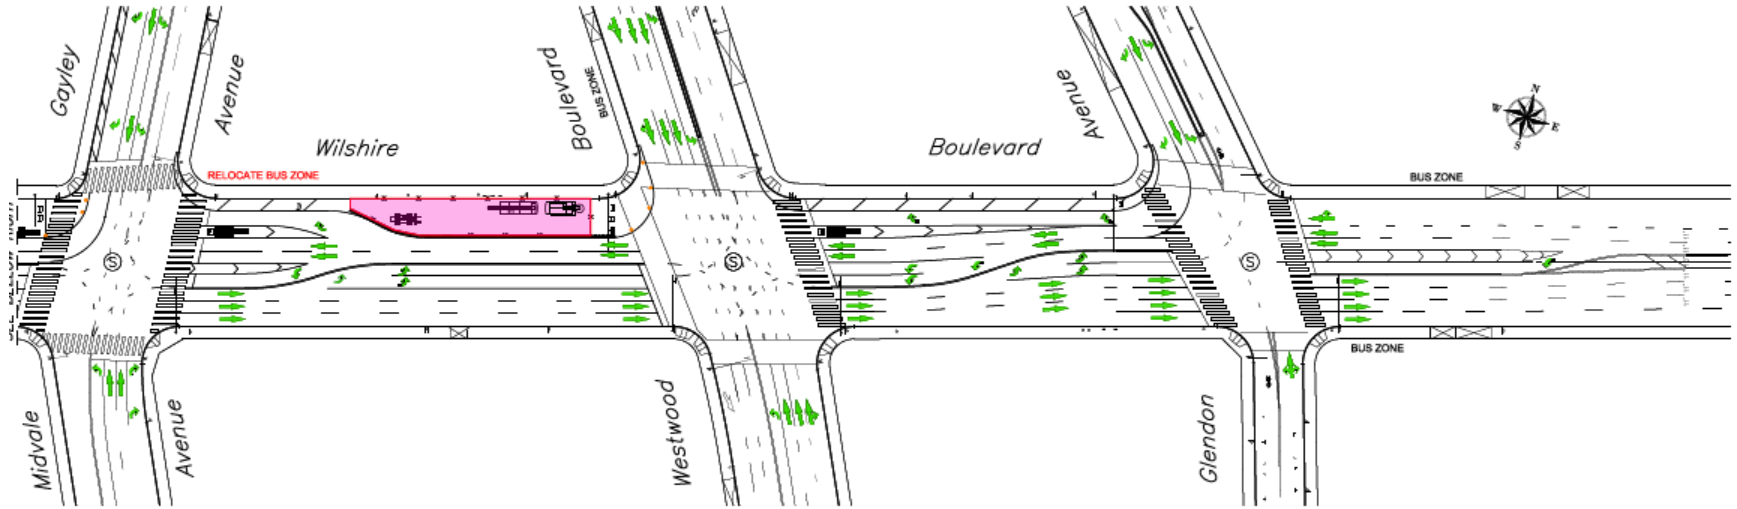 Gayley
Avenue
Wilshire
Boulevard
BUS ZONE
Boulevard
Avenue
N
W
E
S
RELOCATE BUS ZONE
BUS ZONE
S
S
S
BUS ZONE
Midvale
Avenue
Westwood
Glendon